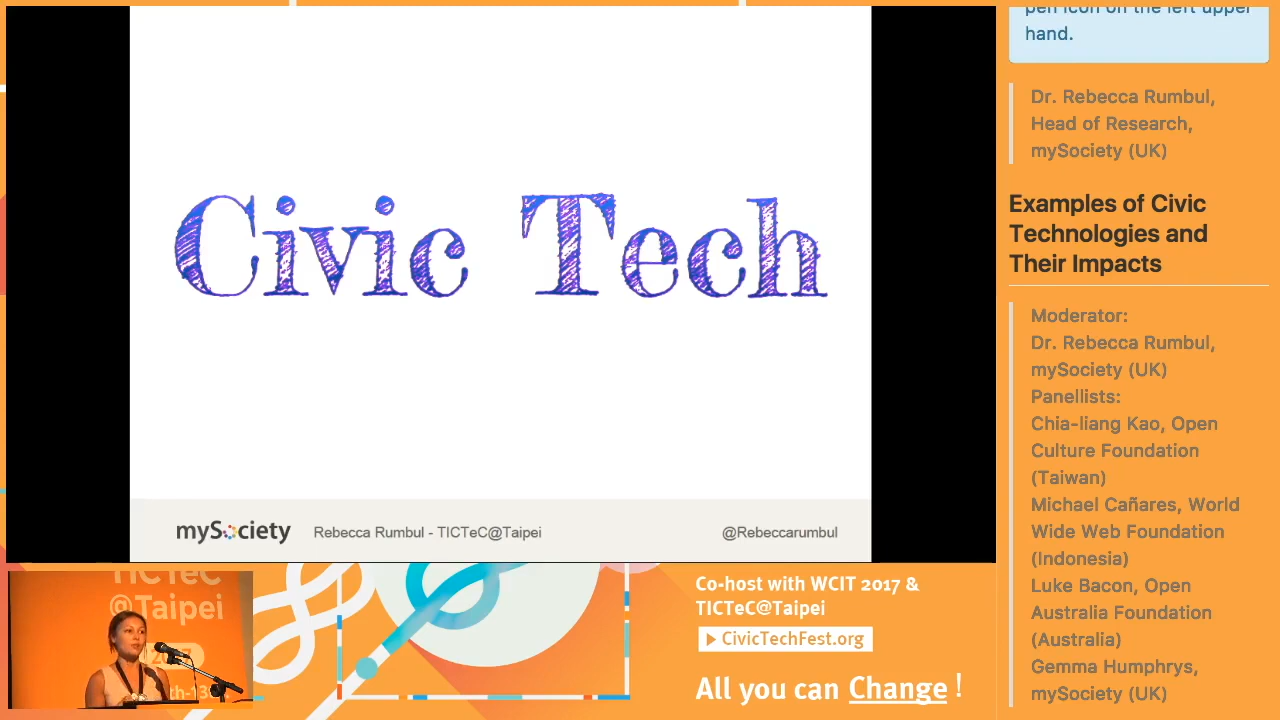 Civic Tech
mySociety
Rebecca Rumbul - TICTeC@Taipei
@Rebeccarumbul
pen icon on the left upper
hand.
Dr. Rebecca Rumbul,
Head of Research,
mySociety (UK)
Examples of Civic
Technologies and
Their Impacts
Moderator:
Dr. Rebecca Rumbul,
mySociety (UK)
Panellists:
Chia-liang Kao, Open
Culture Foundation
(Taiwan)
Michael Cañares, World
Wide Web Foundation
(Indonesia)
Luke Bacon, Open
Australia Foundation
(Australia)
Gemma Humphrys,
mySociety (UK)
TICTeC
@Taipei
Co-host with WCIT 2017 &
TICTeC@Taipei
CivicTechFest.org
All you can Change !